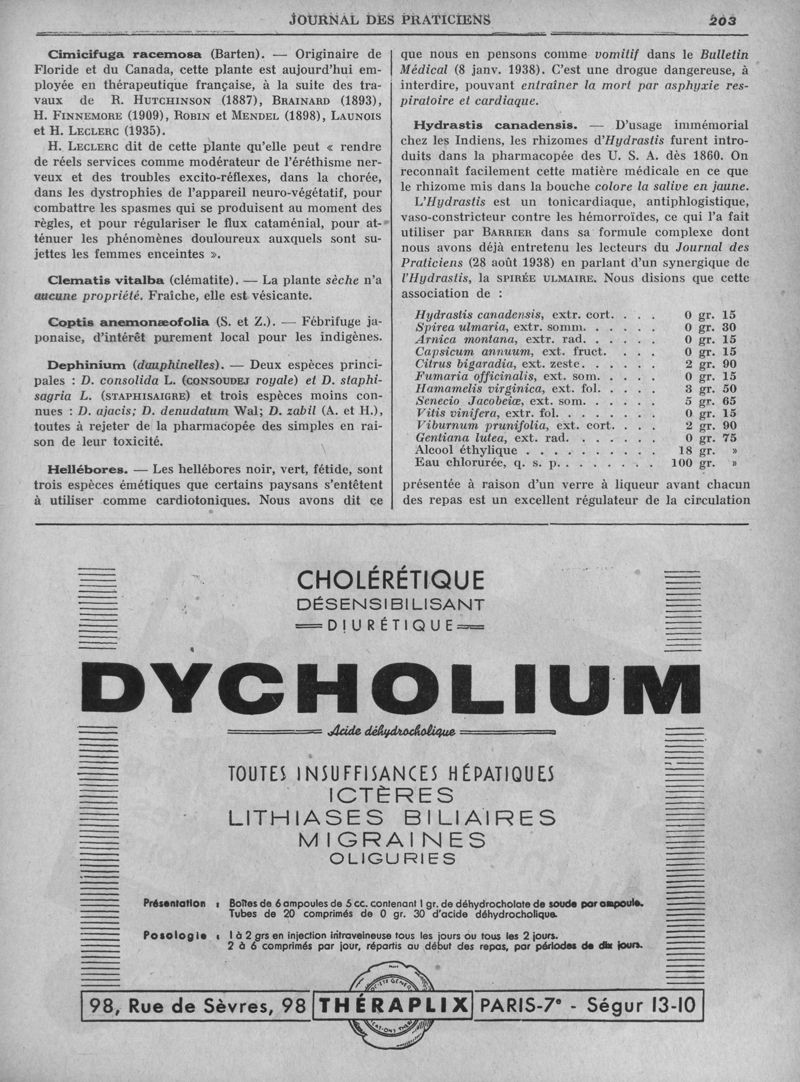 JOURNAL DES PRATICIENS 203
Cimicifuga racemosa (Barten). — Originaire de
Floride et du Canada, cette plante est aujourd'hui em-
ployée en thérapeutique française, à la suite des tra-
vaux de R. HUTCHINSON (1887), BRAINARD (1893),
H. FINNEMORE (1909), ROBIN et MENDEL (1898), LAUNOIS
et H. LECLERC (1935).
H. LECLERC dit de cette plante qu'elle peut « rendre
de réels services comme modérateur de l'éréthisme ner-
veux et des troubles excito-réflexes, dans la chorée,
dans les dystrophies de l'appareil neuro-végétatif, pour
combattre les spasmes qui se produisent au moment des
règles, et pour régulariser le flux cataménial, pour at-
ténuer les phénomènes douloureux auxquels sont su-
jettes les femmes enceintes ».
Clematis vitalba (clématite). — La plante sèche n'a
aucune propriété. Fraîche, elle est vésicante.
Coptis anemonæofolia (S. et Z.). — Fébrifuge ja-
ponaise, d'intérêt purement local pour les indigènes.
Dephinium (dauphinelles). — Deux espèces princi-
pales : D. consolida L. (CONSOUDEJ royale) et D. staphi-
sagria L. (STAPHISAIGRE) et trois espèces moins con-
nues : D. ajacis; D. denudatum Wal; D. zabil (A. et H.),
toutes à rejeter de la pharmacopée des simples en rai-
son de leur toxicité.
Hellébores. — Les hellébores noir, vert, fétide, sont
trois espèces émétiques que certains paysans s'entêtent
à utiliser comme cardiotoniques. Nous avons dit ce
que nous en pensons comme vomitif dans le Bulletin
Médical (8 janv. 1938). C'est une drogue dangereuse, à
interdire, pouvant entraîner la mort par asphyxie res-
piratoire et cardiaque.
Hydrastis canadensis. — D'usage immémorial
chez les Indiens, les rhizomes d'Hydrastis furent intro-
duits dans la pharmacopée des U. S. A. dès 1860. On
reconnaît facilement cette matière médicale en ce que
le rhizome mis dans la bouche colore la salive en jaune.
L'Hydrastis est un tonicardiaque, antiphlogistique,
vaso-constricteur contre les hémorroïdes, ce qui l'a fait
utiliser par BARRIER dans sa formule complexe dont
nous avons déjà entretenu les lecteurs du Journal des
Praticiens (28 août 1938) en parlant d'un synergique de
l'Hydrastis, la SPIRÉE ULMAIRE. Nous disions que cette
association de :
Hydrastis canadensis, extr. cort. . . . 0 gr. 15
Spirea ulmaria, extr. somm. . . . . . 0 gr. 30
Arnica montana, extr. rad. . . . . . 0 gr. 15
Capsicum annuum, ext. fruct. . . . 0 gr. 15
Citrus bigaradia, ext. zeste. . . . . . 2 gr. 90
Fumaria officinalis, ext. som. . . . . 0 gr. 15
Hamamelis virginica, ext. fol. . . . . 3 gr. 50
Senecio Jacobeiæ, ext. som. . . . . . 5 gr. 65
Vitis vinifera, extr. fol. . . . . . . . 0 gr. 15
Viburnum prunifolia, ext. cort. . . . 2 gr. 90
Gentiana lutea, ext. rad. . . . . . . 0 gr. 75
Alcool éthylique . . . . . . . . . . 18 gr. »
Eau chlorurée, q. s. p. . . . . . . . 100 gr. »
présentée à raison d'un verre à liqueur avant chacun
des repas est un excellent régulateur de la circulation
CHOLÉRÉTIQUE
DÉSENSIBILISANT
DIURÉTIQUE
DYCHOLIUM
Acide déhydrocholique
TOUTES INSUFFISANCES HÉPATIQUES
ICTÈRES
LITHIASES BILIAIRES
MIGRAINES
OLIGURIES
Présentation : Boîtes de 6 ampoules de 5 cc. contenant 1 gr. de déhydrocholate de soude par ampoule.
Tubes de 20 comprimés de 0 gr. 30 d'acide déhydrocholique.
Posologie : 1 à 2 grs en injection intraveineuse tous les jours ou tous les 2 jours.
2 à 6 comprimés par jour, répartis au début des repas, par périodes de dix jours.
98, Rue de Sèvres, 98 THÉRAPLIX PARIS-7e - Ségur 13-10